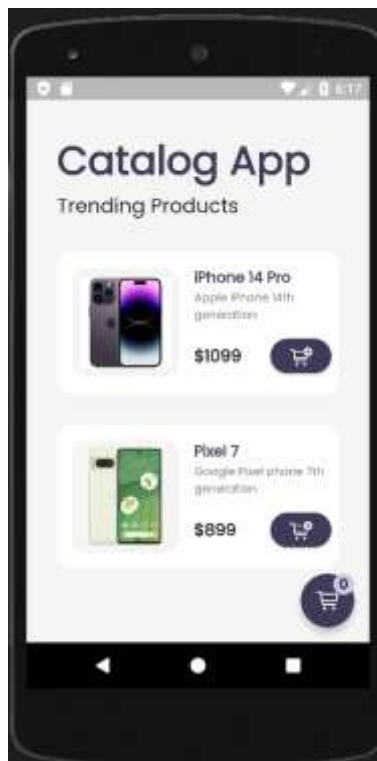 6:17
Catalog App
Trending Products
iPhone 14 Pro
Apple iPhone 14th
generation
$1099
Pixel 7
Google Pixel phone 7th
generation
$899
0